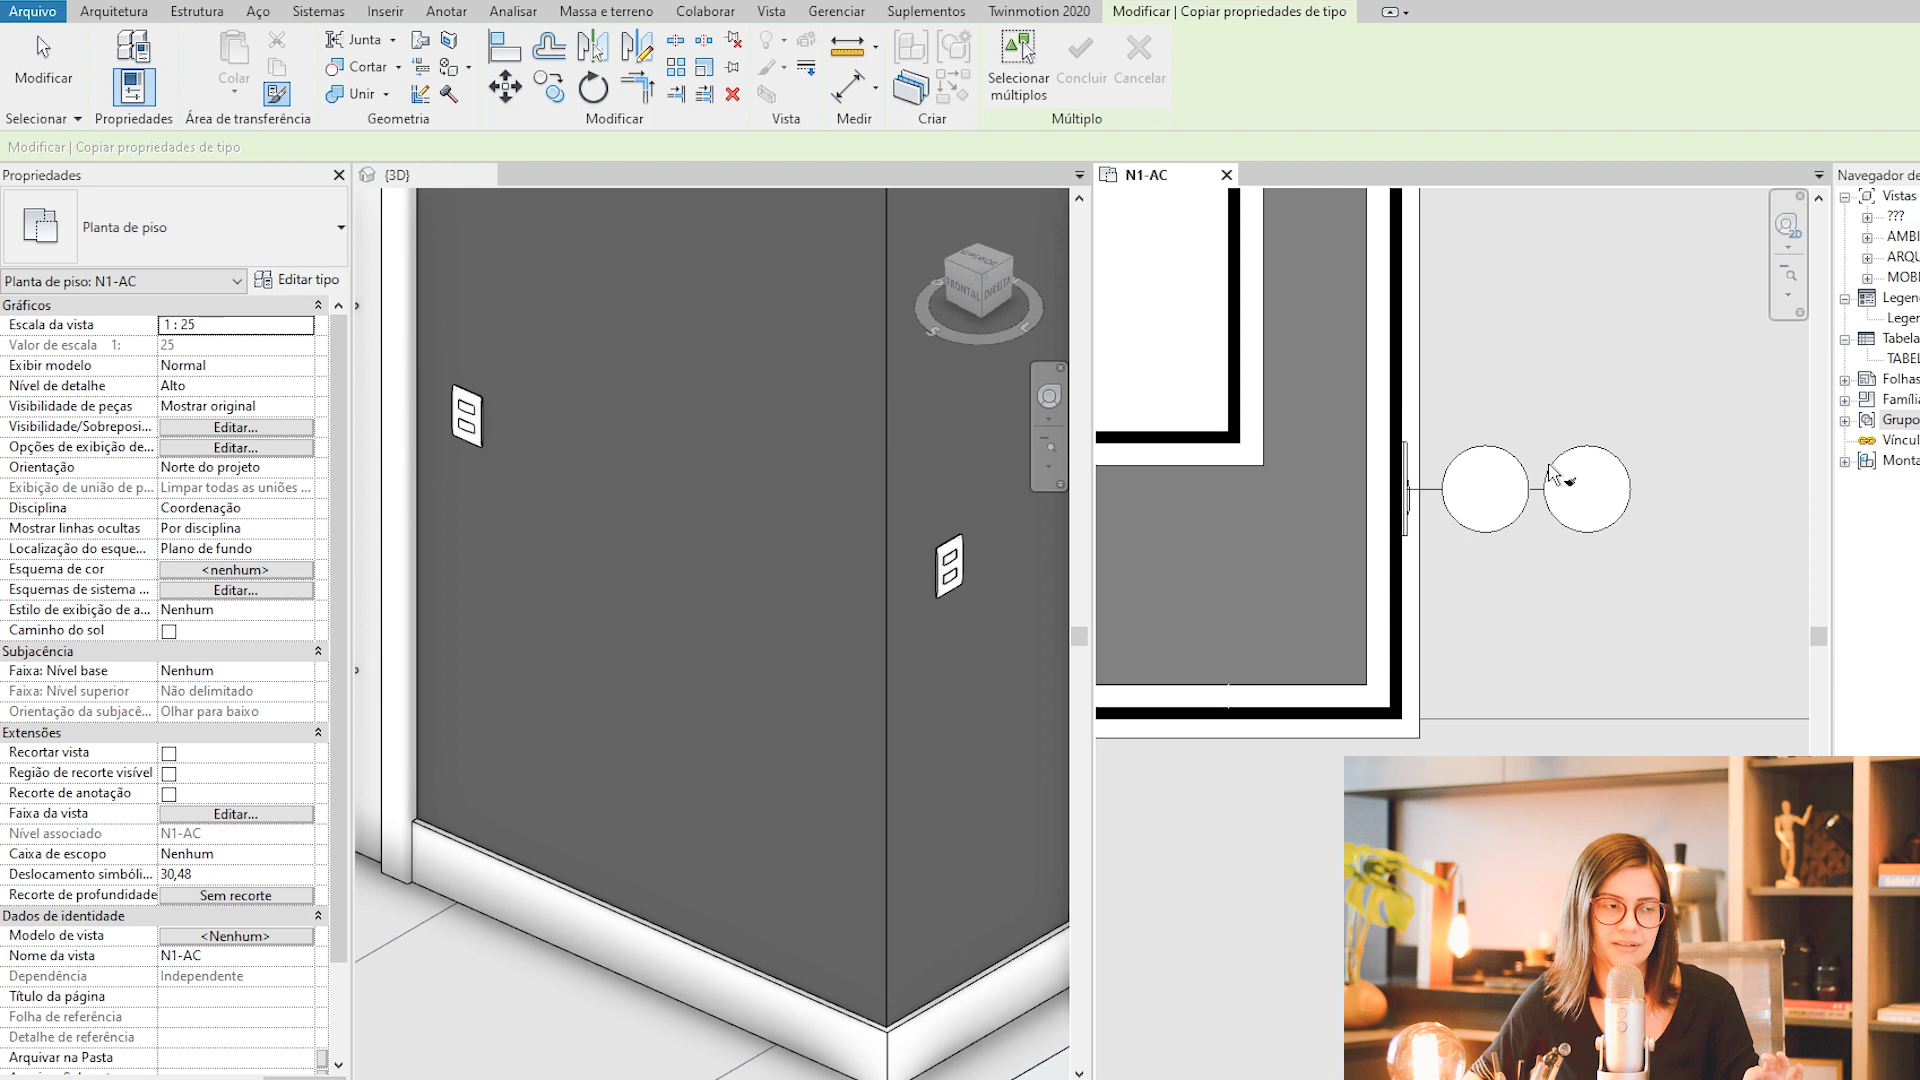 Arquivo Arquitetura Estrutura Aço Sistemas Inserir Anotar Analisar Massa e terreno Colaborar Vista Gerenciar Suplementos Twinmotion 2020 Modificar | Copiar propriedades de tipo
Modificar
Colar
Junta
Cortar
Unir
Selecionar múltiplos
Concluir
Cancelar
Selecionar Propriedades Área de transferência Geometria Modificar Vista Medir Criar Múltiplo
Modificar | Copiar propriedades de tipo
Propriedades
Planta de piso
Planta de piso: N1-AC
Editar tipo
Gráficos
Escala da vista 1 : 25
Valor de escala 1: 25
Exibir modelo Normal
Nível de detalhe Alto
Visibilidade de peças Mostrar original
Visibilidade/Sobreposi... Editar...
Opções de exibição de... Editar...
Orientação Norte do projeto
Exibição de união de p... Limpar todas as uniões ...
Disciplina Coordenação
Mostrar linhas ocultas Por disciplina
Localização do esque... Plano de fundo
Esquema de cor <nenhum>
Esquemas de sistema ... Editar...
Estilo de exibição de a... Nenhum
Caminho do sol
Subjacência
Faixa: Nível base Nenhum
Faixa: Nível superior Não delimitado
Orientação da subjacê... Olhar para baixo
Extensões
Recortar vista
Região de recorte visível
Recorte de anotação
Faixa da vista Editar...
Nível associado N1-AC
Caixa de escopo Nenhum
Deslocamento simbóli... 30,48
Recorte de profundidade Sem recorte
Dados de identidade
Modelo de vista <Nenhum>
Nome da vista N1-AC
Dependência Independente
Título da página
Folha de referência
Detalhe de referência
Arquivar na Pasta
{3D}
SUPERIOR
FRONTAL
DIREITA
N1-AC
2D
Navegador de
Vistas
???
AMBI
ARQU
MOBI
Legen
Legen
Tabela
TABEL
Folhas
Família
Grupo
Víncul
Monta